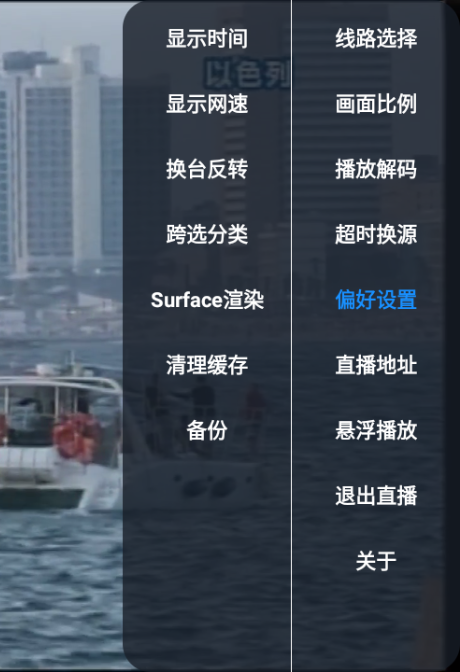 显示时间
显示网速
换台反转
跨选分类
Surface渲染
清理缓存
备份
线路选择
画面比例
播放解码
超时换源
偏好设置
直播地址
悬浮播放
退出直播
关于
以色列